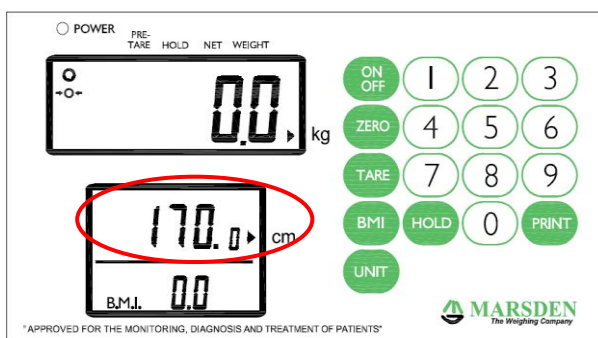 POWER
PRE-
TARE HOLD NET WEIGHT
0.0 kg
170.0 cm
B.M.I. 0.0
ON
OFF
1 2 3
ZERO 4 5 6
TARE 7 8 9
BMI HOLD 0 PRINT
UNIT
MARSDEN
The Weighing Company
"APPROVED FOR THE MONITORING, DIAGNOSIS AND TREATMENT OF PATIENTS"